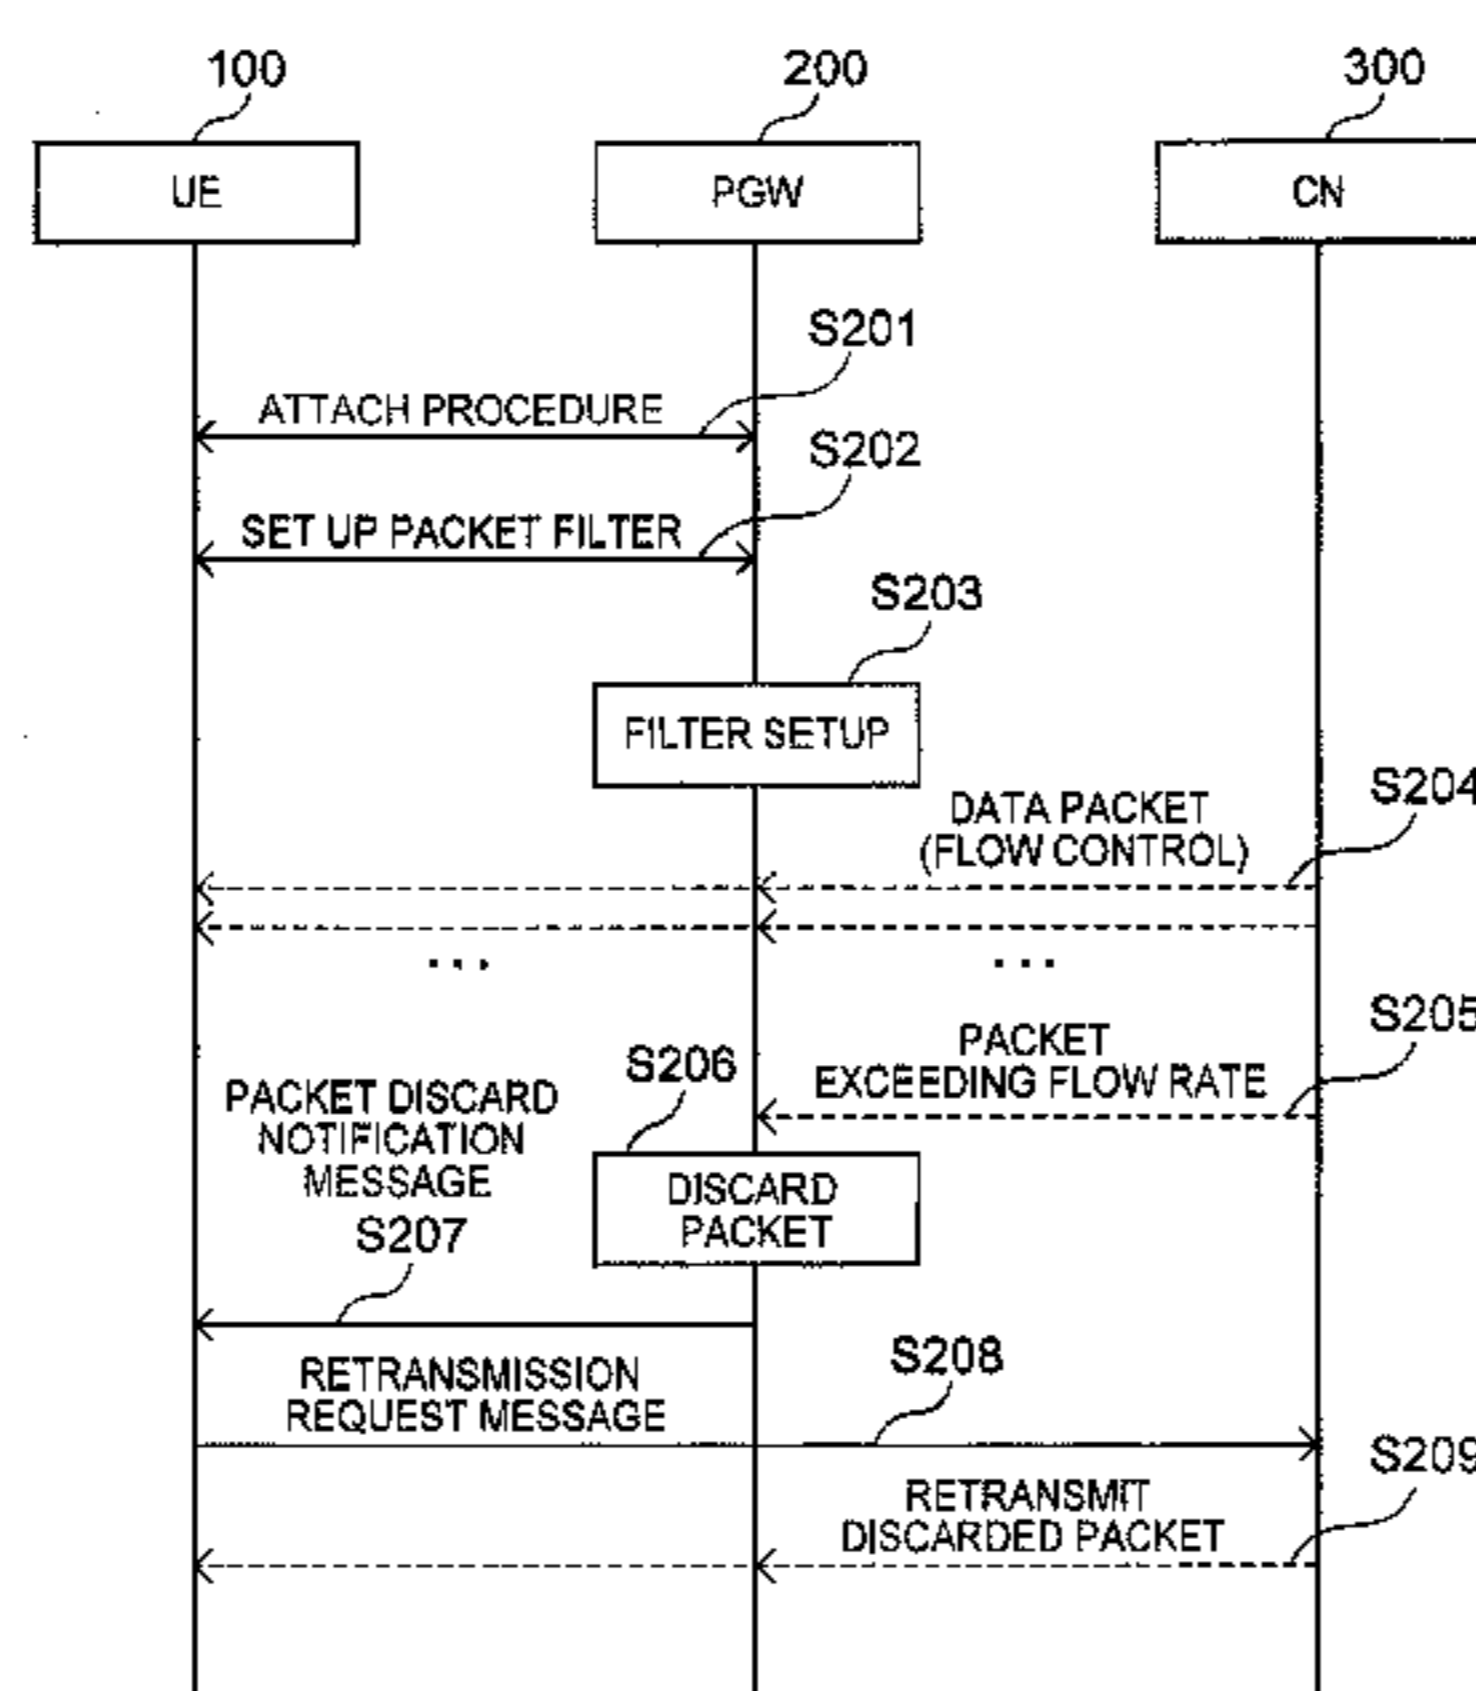 100
200
300
UE
PGW
CN
S201
ATTACH PROCEDURE
S202
SET UP PACKET FILTER
S203
FILTER SETUP
S204
DATA PACKET
(FLOW CONTROL)
...
...
S205
PACKET
EXCEEDING FLOW RATE
S206
PACKET DISCARD
NOTIFICATION
MESSAGE
DISCARD
PACKET
S207
RETRANSMISSION
REQUEST MESSAGE
S208
S209
RETRANSMIT
DISCARDED PACKET